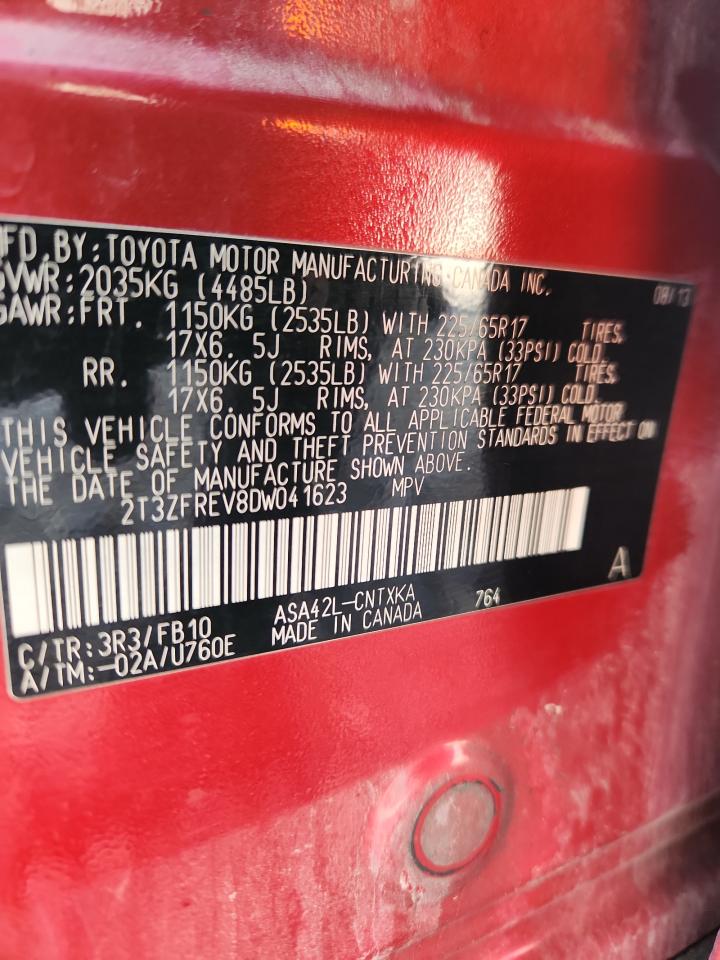 FD. BY: TOYOTA MOTOR MANUFACTURING CANADA INC. 08/13
GVWR: 2035KG (4485LB)
GAWR: FRT. 1150KG (2535LB) WITH 225/65R17 TIRES,
17X6. 5J RIMS, AT 230KPA (33PSI) COLD.
RR. 1150KG (2535LB) WITH 225/65R17 TIRES,
17X6. 5J RIMS, AT 230KPA (33PSI) COLD.
THIS VEHICLE CONFORMS TO ALL APPLICABLE FEDERAL MOTOR
VEHICLE SAFETY AND THEFT PREVENTION STANDARDS IN EFFECT ON
THE DATE OF MANUFACTURE SHOWN ABOVE.
2T3ZFREV8DW041623 MPV
A
C/TR: 3R3/FB10 ASA42L-CNTXKA 764
A/TM: -02A/U760E MADE IN CANADA